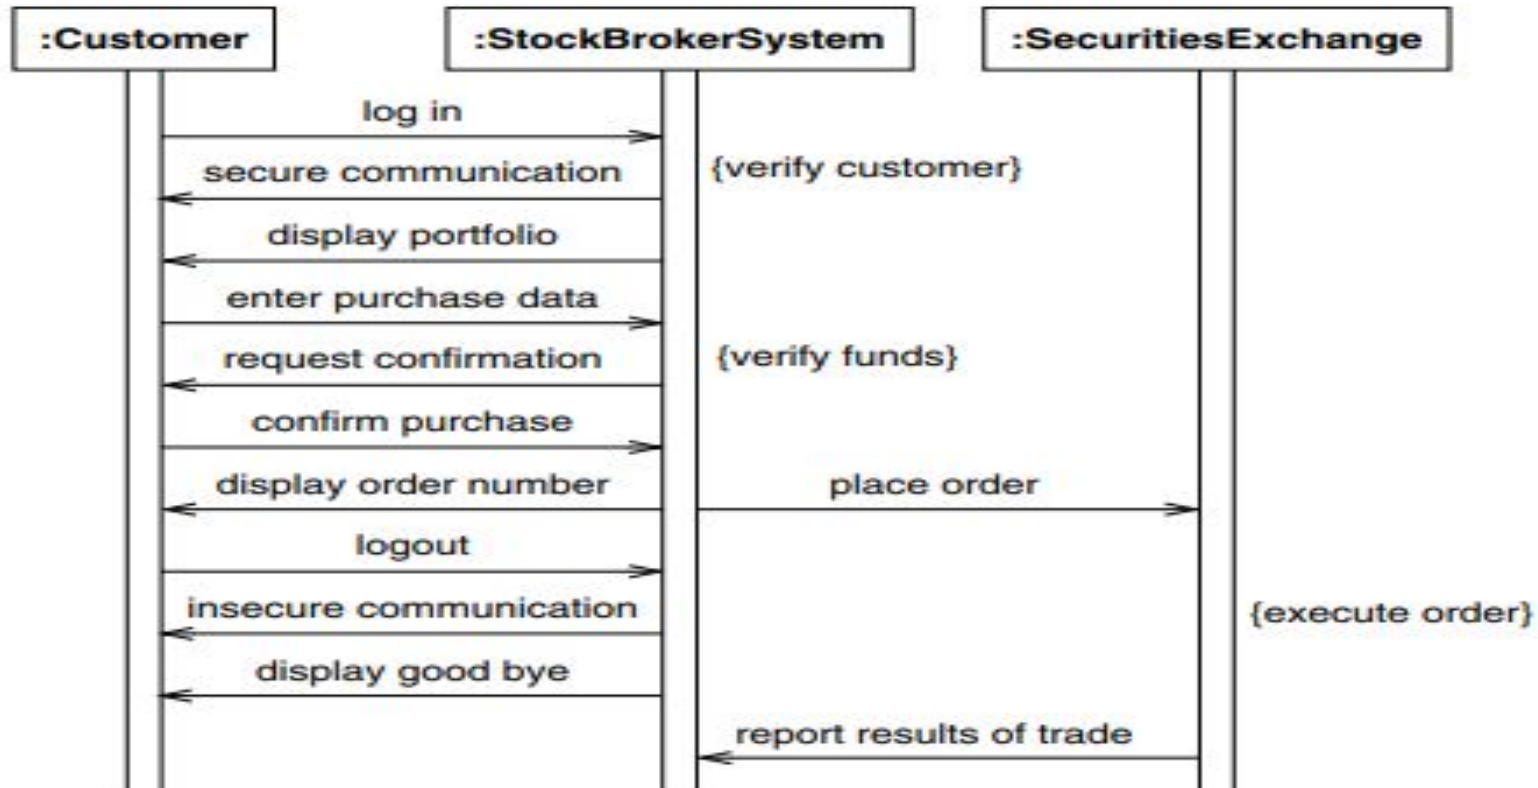 :Customer
:StockBrokerSystem
:SecuritiesExchange
log in
secure communication
{verify customer}
display portfolio
enter purchase data
request confirmation
{verify funds}
confirm purchase
display order number
place order
logout
insecure communication
{execute order}
display good bye
report results of trade